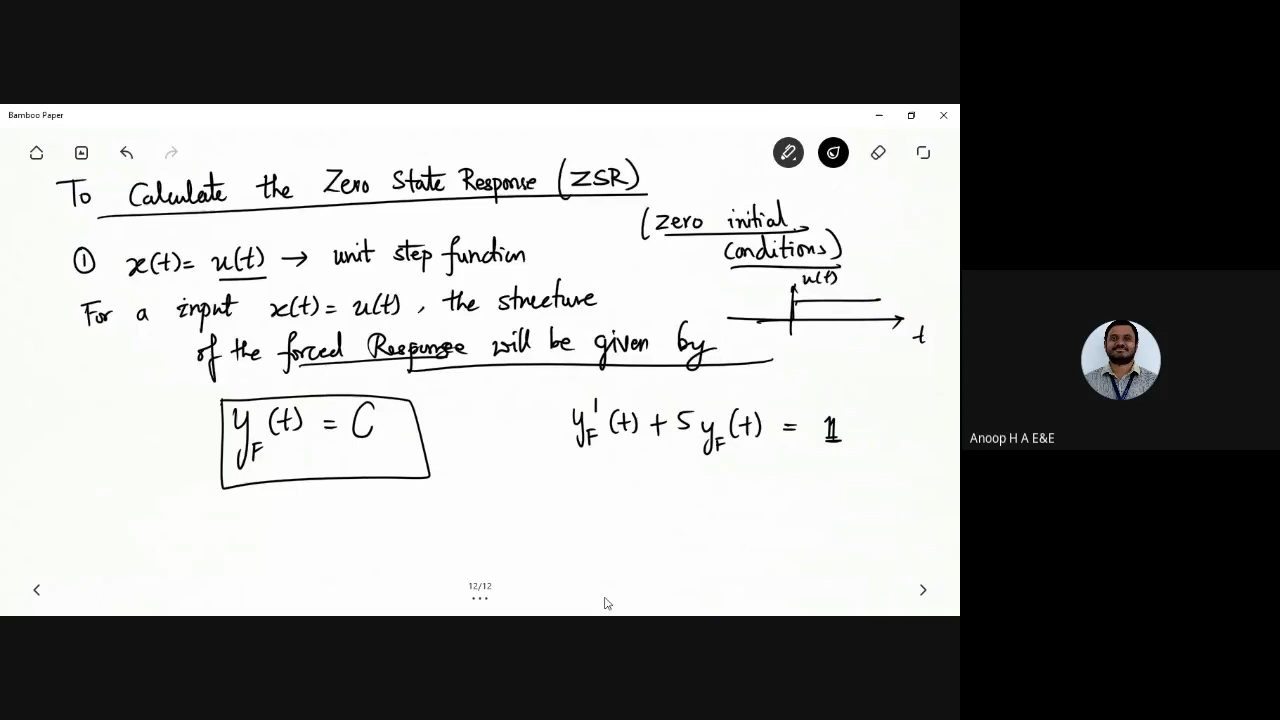 Bamboo Paper
To Calculate the Zero State Response (ZSR)
(Zero initial conditions)
① x(t) = u(t) → unit step function
u(t)
t
For a input x(t) = u(t), the structure
of the forced Response will be given by
y_F(t) = C
y_F'(t) + 5 y_F(t) = 1
12/12
Anoop H A E&E